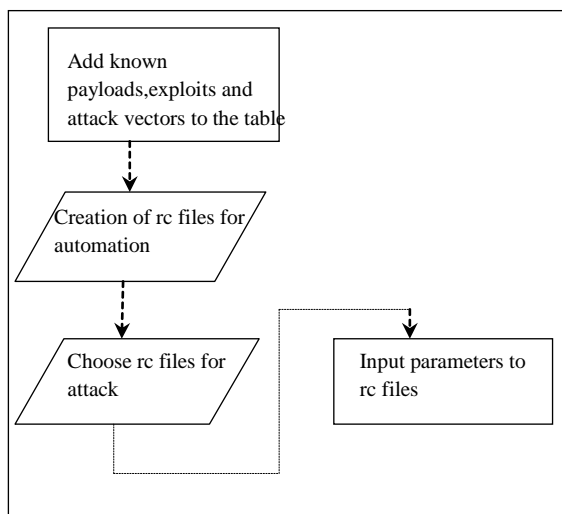 Add known
payloads,exploits and
attack vectors to the table
Creation of rc files for
automation
Choose rc files for
attack
Input parameters to
rc files